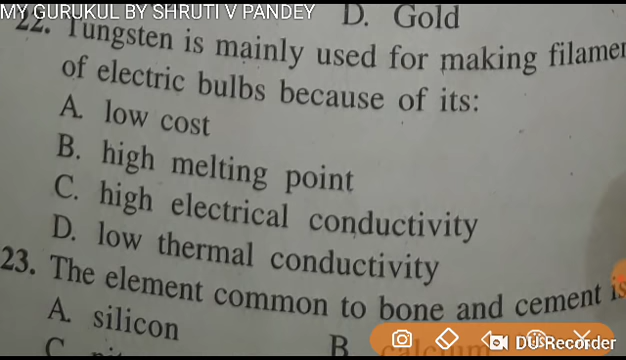 MY GURUKUL BY SHRUTI V PANDEY
D. Gold
22. Tungsten is mainly used for making
of electric bulbs because of its:
A. low cost
B. high melting point
C. high electrical conductivity
D. low thermal conductivity
23. The element common to bone and cement is
A. silicon
B. calcium
C.
DU Recorder